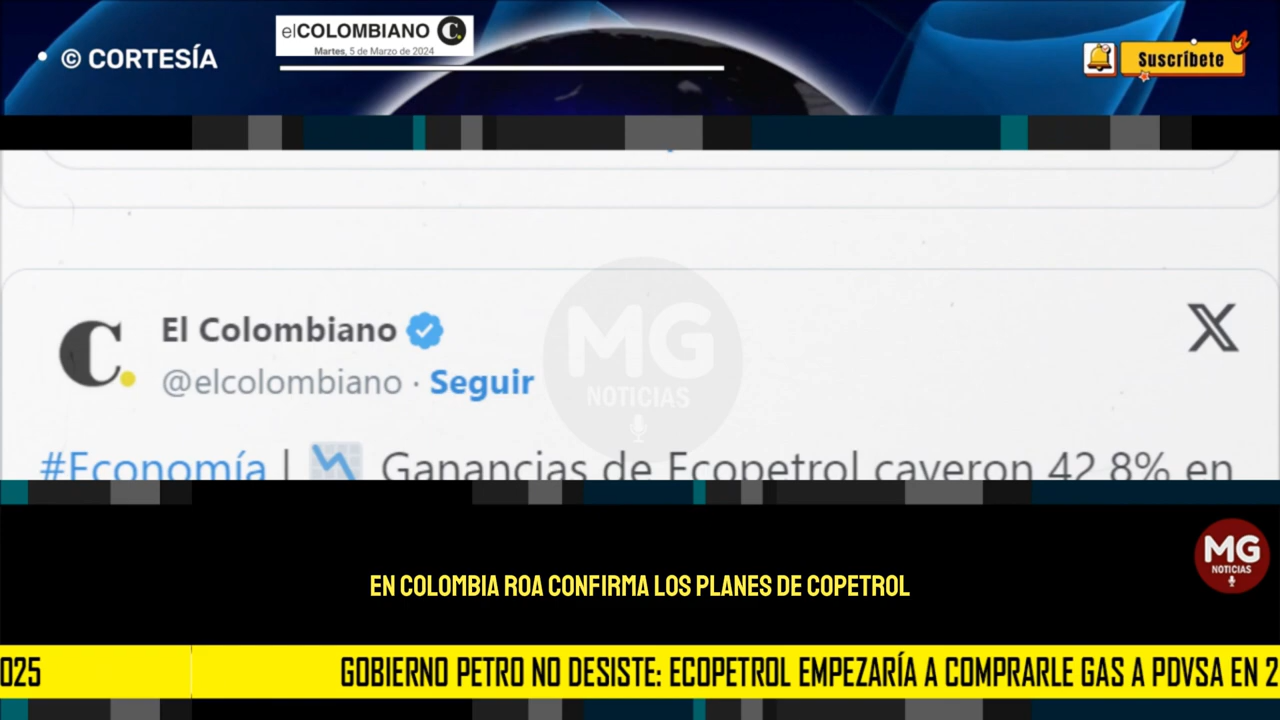 © CORTESÍA
elCOLOMBIANO C
Martes, 5 de Marzo de 2024
Suscríbete
El Colombiano
@elcolombiano · Seguir
MG
NOTICIAS
#Economía | Ganancias de Ecopetrol cayeron 42,8% en
MG
NOTICIAS
EN COLOMBIA ROA CONFIRMA LOS PLANES DE COPETROL
025 GOBIERNO PETRO NO DESISTE: ECOPETROL EMPEZARÍA A COMPRARLE GAS A PDVSA EN 2